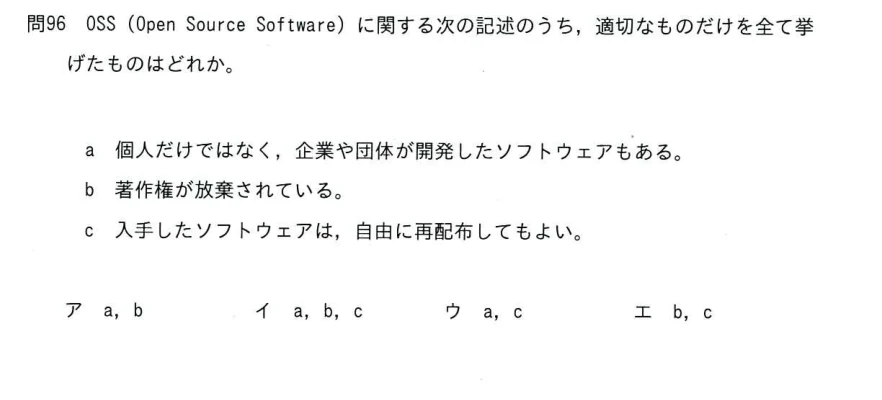 問96 OSS（Open Source Software）に関する次の記述のうち，適切なものだけを全て挙
げたものはどれか。
a 個人だけではなく，企業や団体が開発したソフトウェアもある。
b 著作権が放棄されている。
c 入手したソフトウェアは，自由に再配布してもよい。
ア a，b イ a，b，c ウ a，c エ b，c